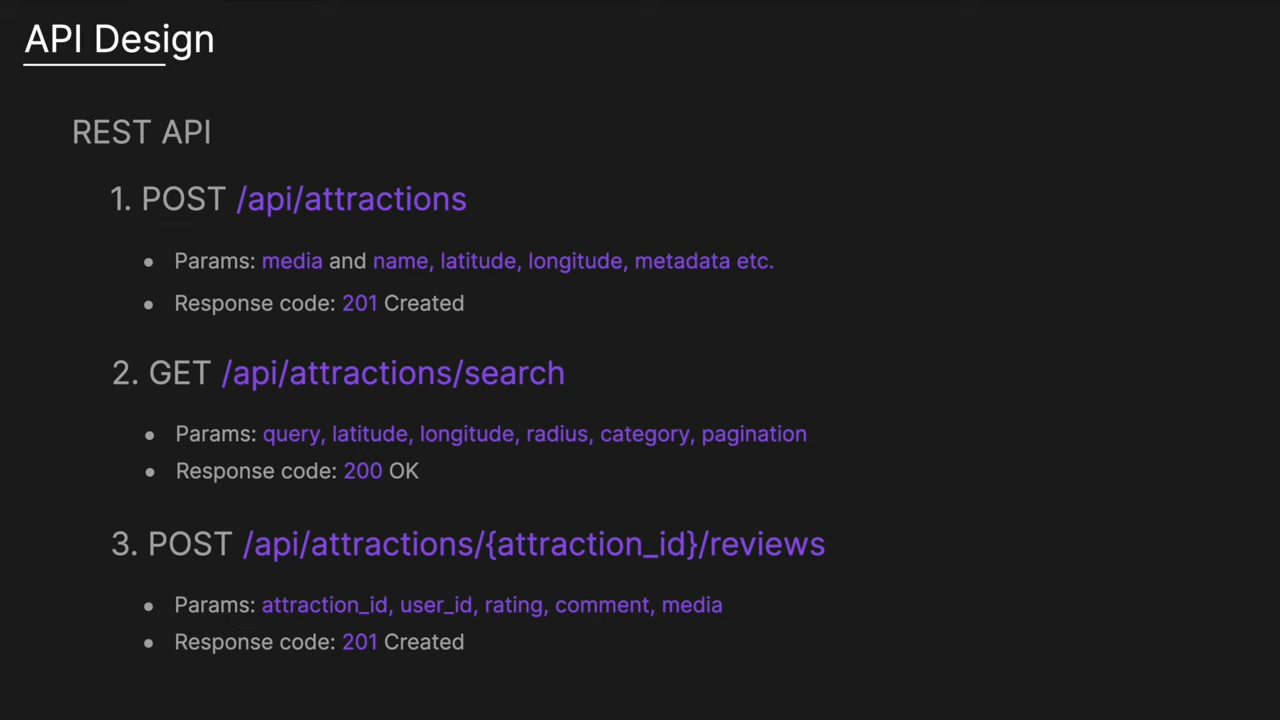 API Design
REST API
1. POST /api/attractions
• Params: media and name, latitude, longitude, metadata etc.
• Response code: 201 Created
2. GET /api/attractions/search
• Params: query, latitude, longitude, radius, category, pagination
• Response code: 200 OK
3. POST /api/attractions/{attraction_id}/reviews
• Params: attraction_id, user_id, rating, comment, media
• Response code: 201 Created